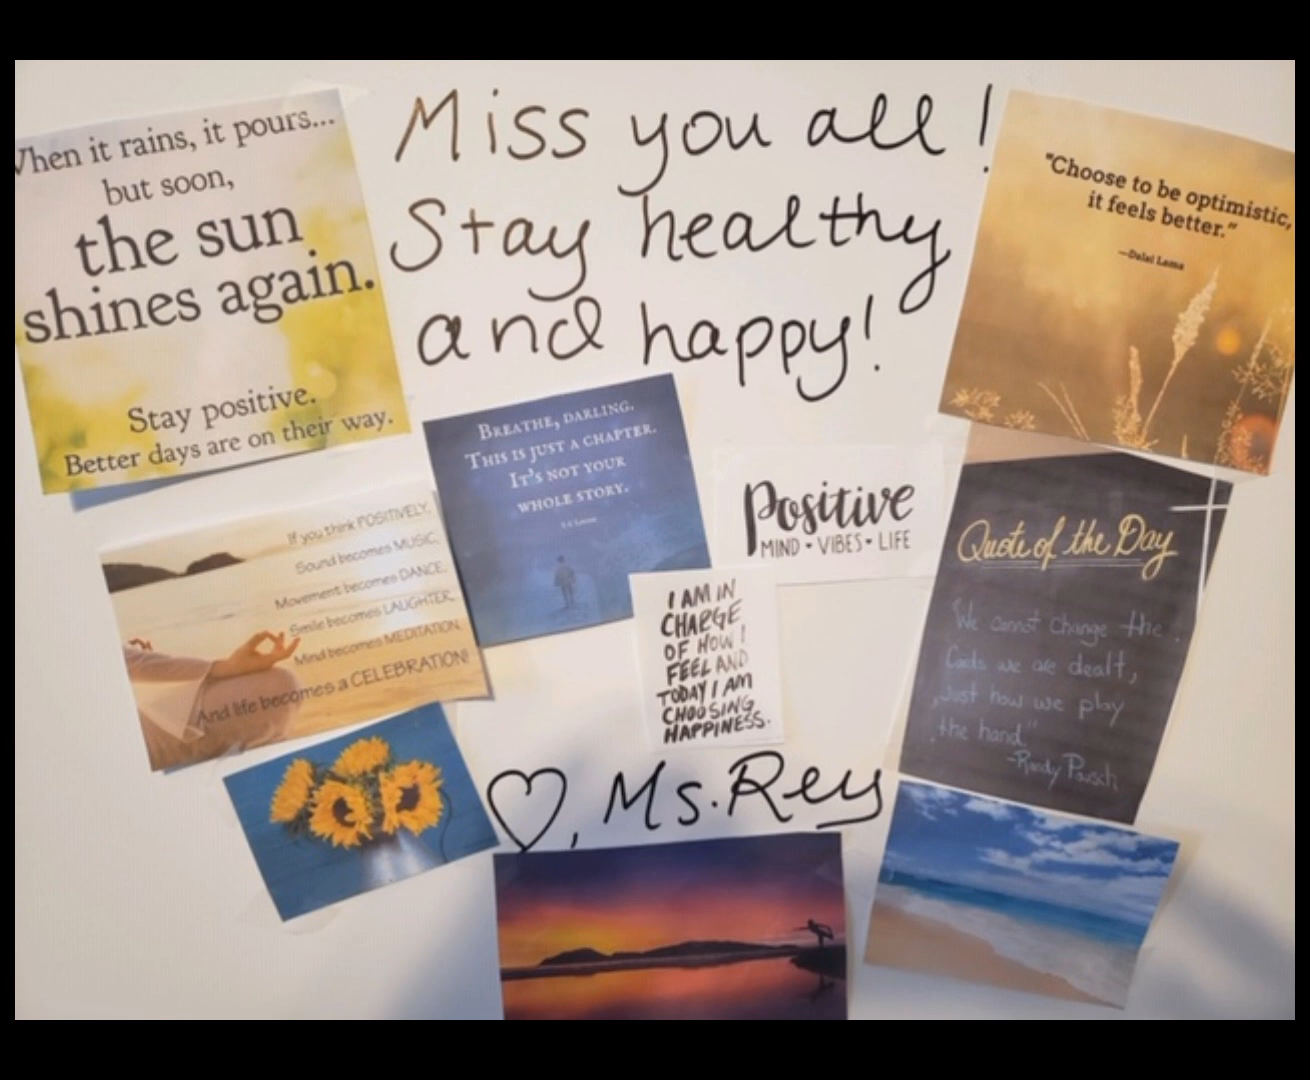 Miss you all!
Stay healthy
and happy!
When it rains, it pours...
but soon,
the sun
shines again.
Stay positive.
Better days are on their way.
"Choose to be optimistic,
it feels better."
—Dalai Lama
BREATHE, DARLING.
THIS IS JUST A CHAPTER.
IT'S NOT YOUR
WHOLE STORY.
Positive
MIND • VIBES • LIFE
If you think POSITIVELY,
Sound becomes MUSIC,
Movement becomes DANCE,
Smile becomes LAUGHTER,
Mind becomes MEDITATION,
And life becomes a CELEBRATION!
I AM IN
CHARGE
OF HOW I
FEEL AND
TODAY I AM
CHOOSING
HAPPINESS.
Quote of the Day
We cannot change the
Cards we are dealt,
Just how we play
the hand."
-Randy Pausch
♡, Ms. Rey